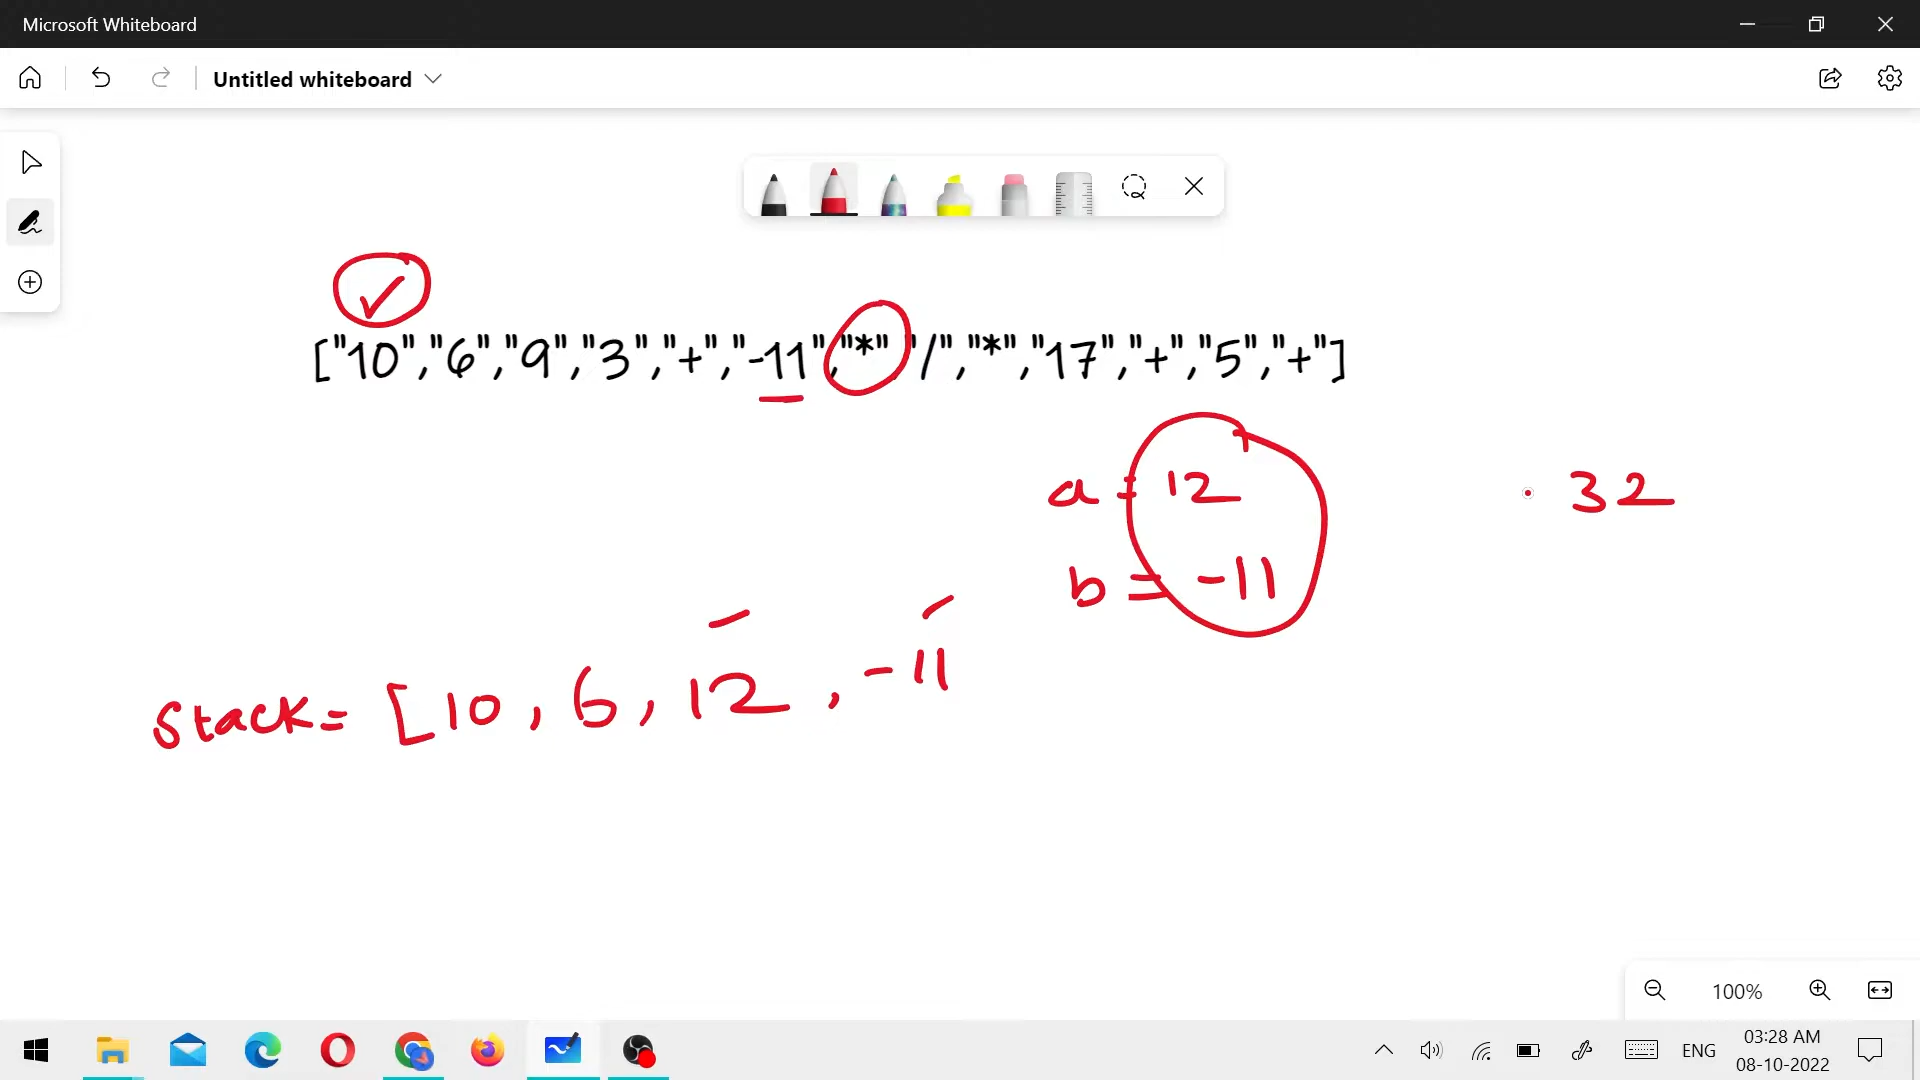 Microsoft Whiteboard
Untitled whiteboard
["10","6","9","3","+","-11","*","/","*","17","+","5","+"]
a = 12
32
b = -11
Stack = [10, 6, 12, -11
100%
ENG
03:28 AM
08-10-2022